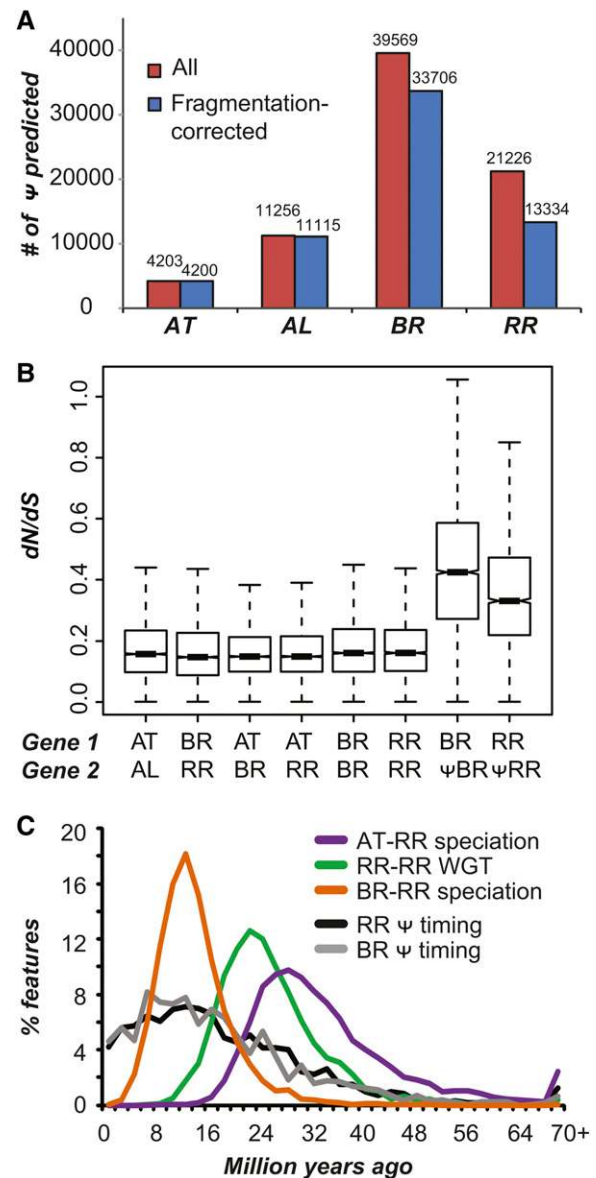 A
# of Ψ predicted
40000
30000
20000
10000
0
All
Fragmentation-
corrected
4203
4200
11256
11115
39569
33706
21226
13334
AT AL BR RR
B
dN/dS
1.0
0.8
0.6
0.4
0.2
0.0
Gene 1 AT BR AT AT BR RR BR RR
Gene 2 AL RR BR RR BR RR ΨBR ΨRR
C
% features
20
16
12
8
4
0
AT-RR speciation
RR-RR WGT
BR-RR speciation
RR Ψ timing
BR Ψ timing
0 8 16 24 32 40 48 56 64 70+
Million years ago